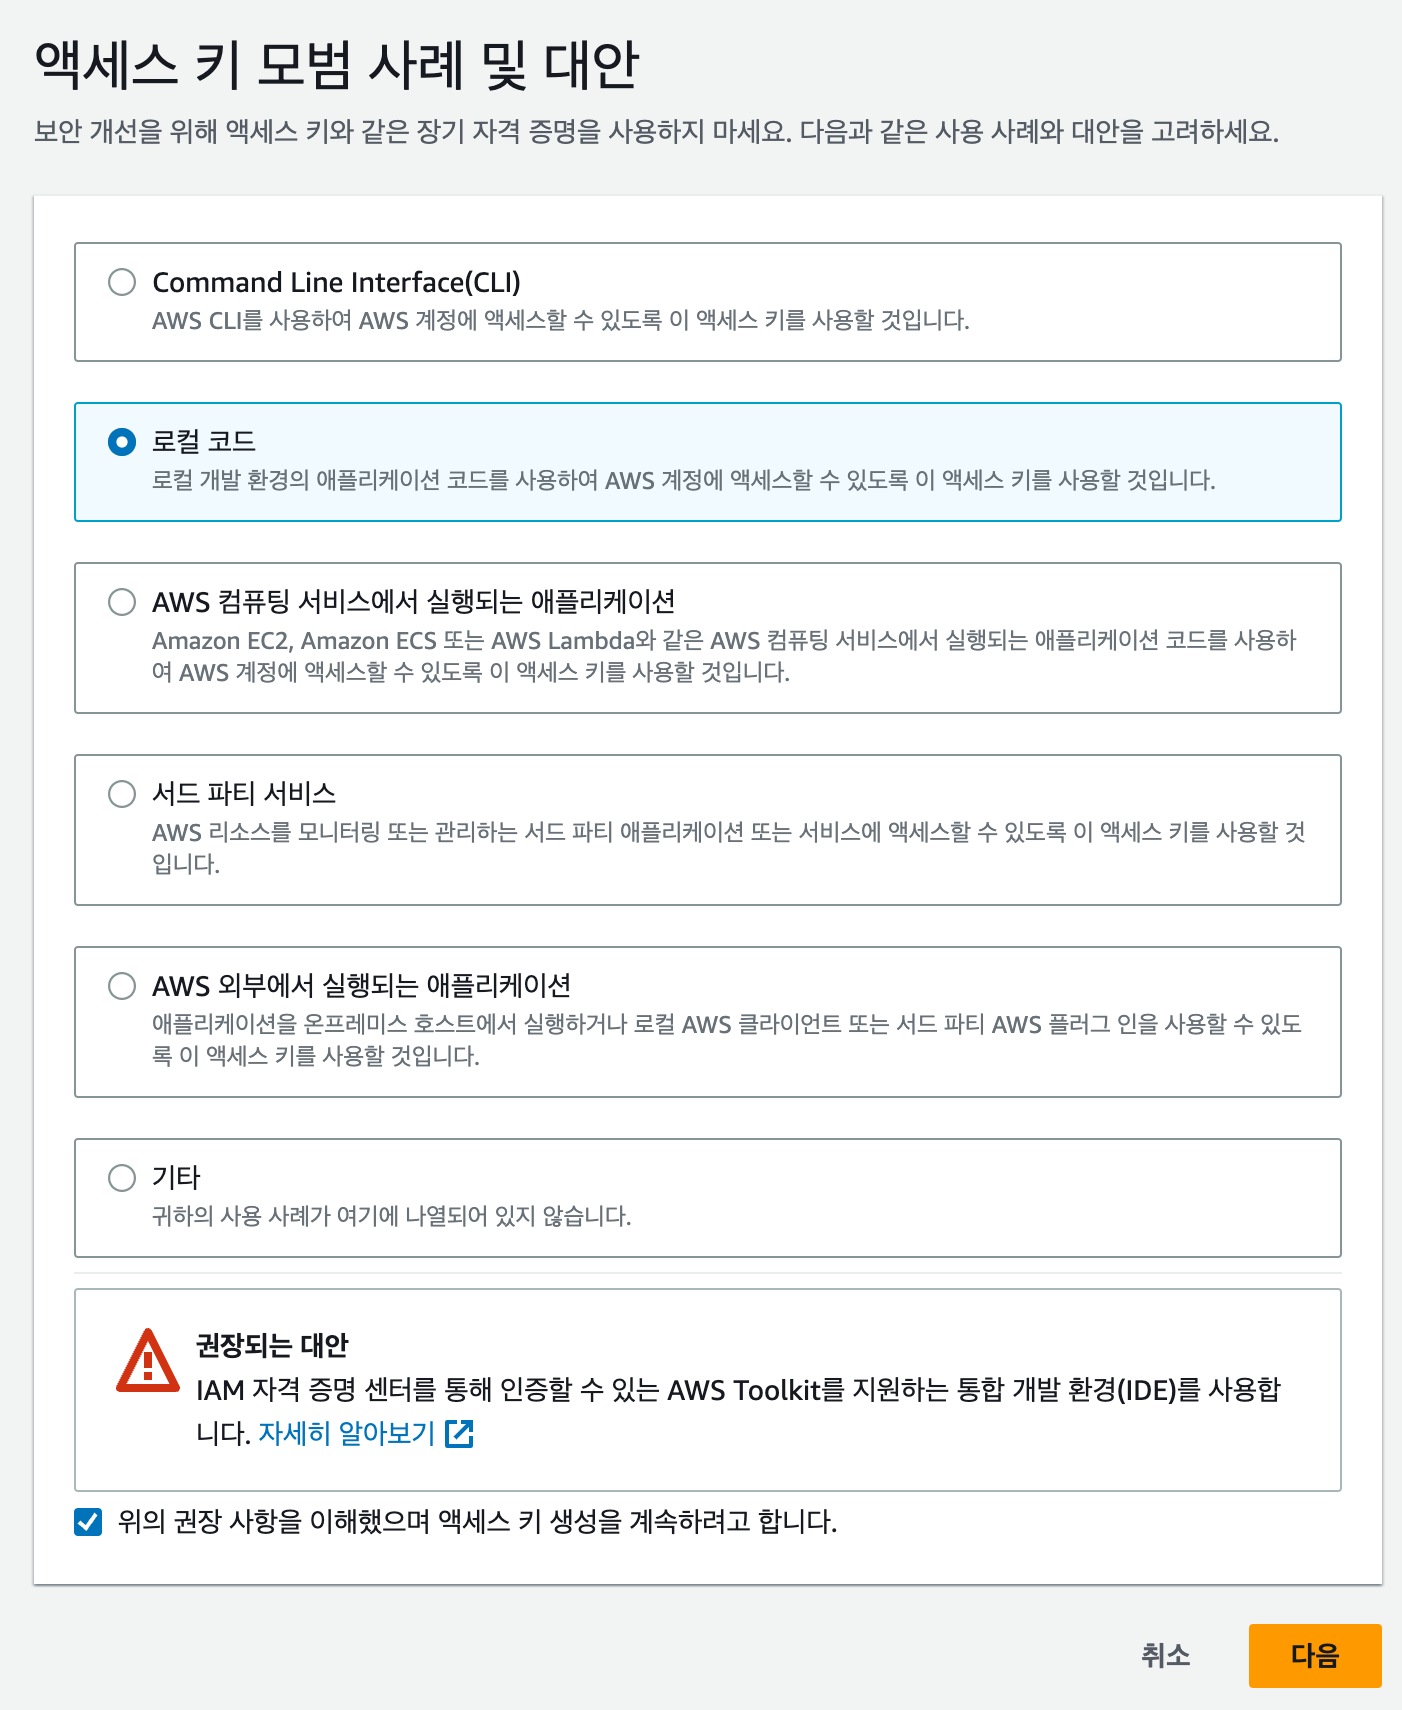 액세스 키 모범 사례 및 대안
보안 개선을 위해 액세스 키와 같은 장기 자격 증명을 사용하지 마세요. 다음과 같은 사용 사례와 대안을 고려하세요.
Command Line Interface(CLI)
AWS CLI를 사용하여 AWS 계정에 액세스할 수 있도록 이 액세스 키를 사용할 것입니다.
로컬 코드
로컬 개발 환경의 애플리케이션 코드를 사용하여 AWS 계정에 액세스할 수 있도록 이 액세스 키를 사용할 것입니다.
AWS 컴퓨팅 서비스에서 실행되는 애플리케이션
Amazon EC2, Amazon ECS 또는 AWS Lambda와 같은 AWS 컴퓨팅 서비스에서 실행되는 애플리케이션 코드를 사용하
여 AWS 계정에 액세스할 수 있도록 이 액세스 키를 사용할 것입니다.
서드 파티 서비스
AWS 리소스를 모니터링 또는 관리하는 서드 파티 애플리케이션 또는 서비스에 액세스할 수 있도록 이 액세스 키를 사용할 것
입니다.
AWS 외부에서 실행되는 애플리케이션
애플리케이션을 온프레미스 호스트에서 실행하거나 로컬 AWS 클라이언트 또는 서드 파티 AWS 플러그 인을 사용할 수 있도
록 이 액세스 키를 사용할 것입니다.
기타
귀하의 사용 사례가 여기에 나열되어 있지 않습니다.
권장되는 대안
IAM 자격 증명 센터를 통해 인증할 수 있는 AWS Toolkit를 지원하는 통합 개발 환경(IDE)를 사용합
니다. 자세히 알아보기
위의 권장 사항을 이해했으며 액세스 키 생성을 계속하려고 합니다.
취소
다음